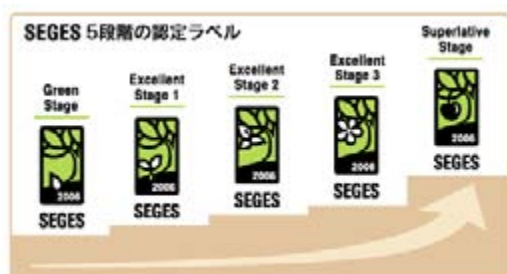 SEGES 5段階の認定ラベル
Green
Stage
2006
SEGES
Excellent
Stage 1
2006
SEGES
Excellent
Stage 2
2006
SEGES
Excellent
Stage 3
2006
SEGES
Superlative
Stage
2006
SEGES